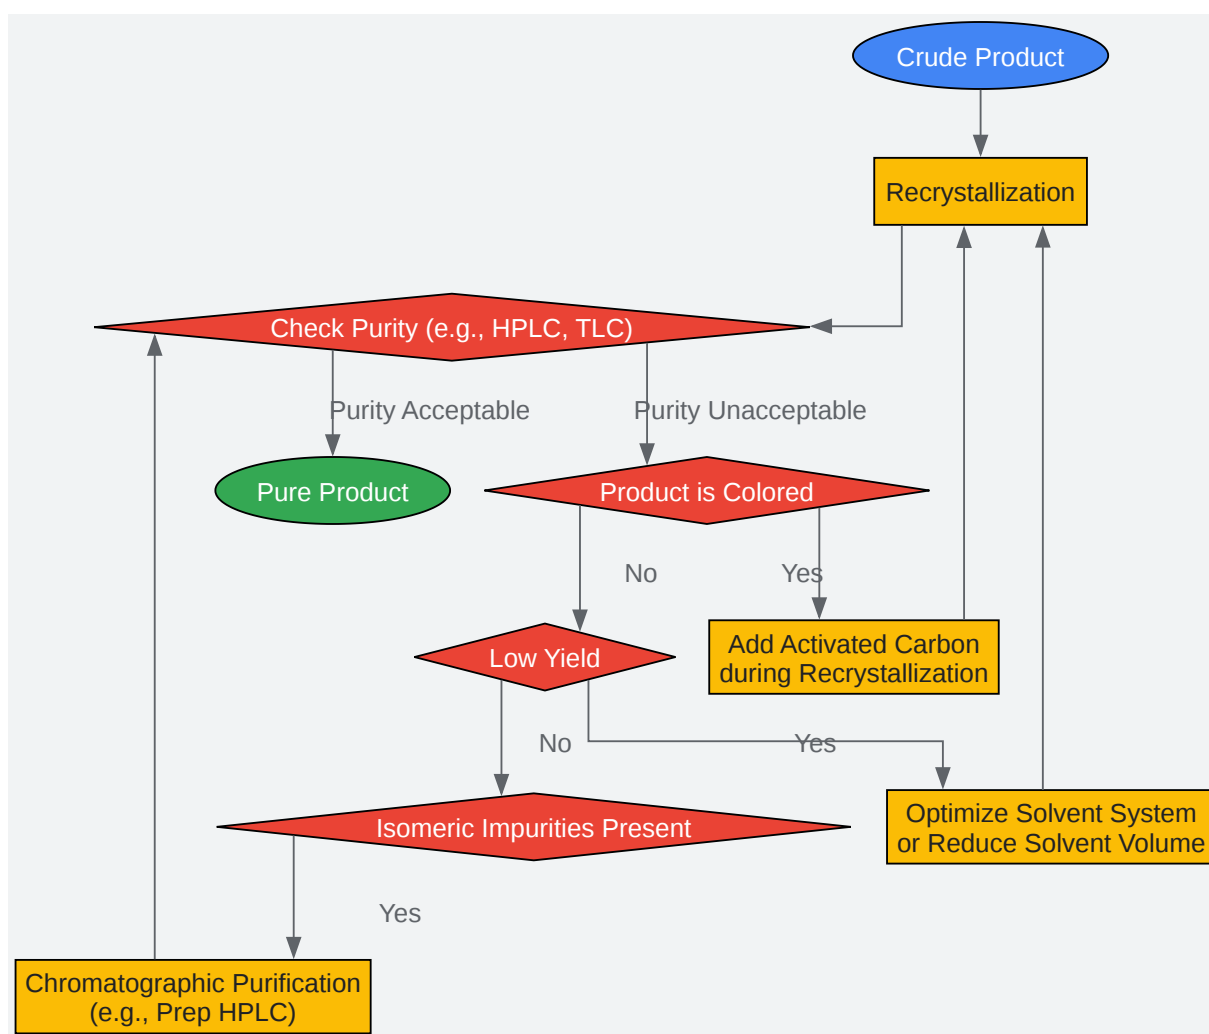 Crude Product
Recrystallization
Check Purity (e.g., HPLC, TLC)
Purity Acceptable
Purity Unacceptable
Pure Product
Product is Colored
No
Yes
Low Yield
Add Activated Carbon
during Recrystallization
No
Yes
Isomeric Impurities Present
Optimize Solvent System
or Reduce Solvent Volume
Yes
Chromatographic Purification
(e.g., Prep HPLC)